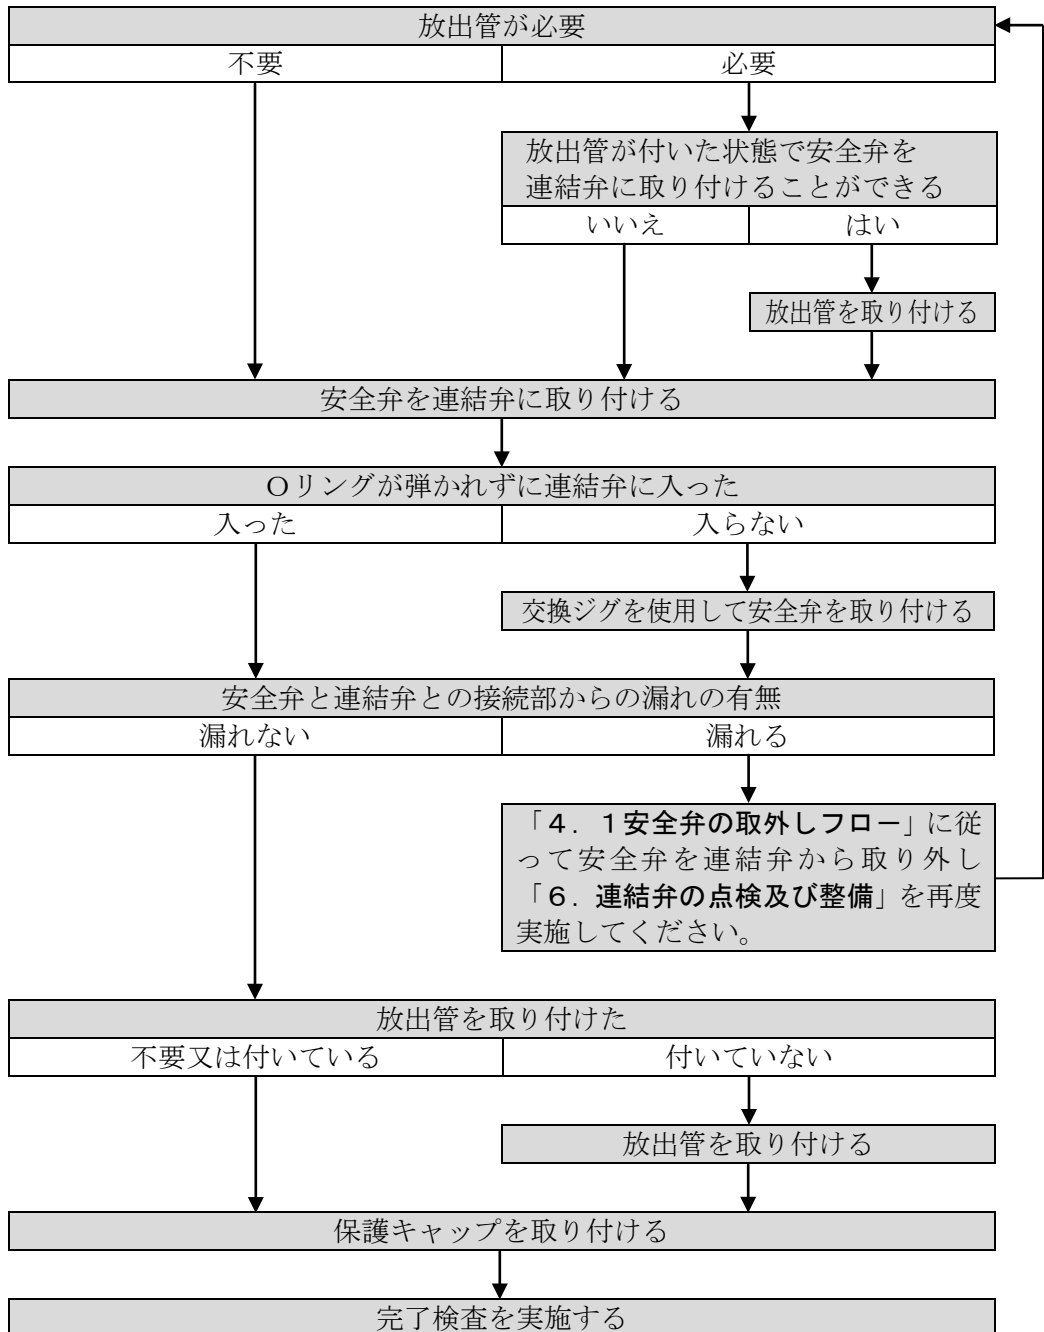 放出管が必要
不要
必要
放出管が付いた状態で安全弁を
連結弁に取り付けることができる
いいえ
はい
放出管を取り付ける
安全弁を連結弁に取り付ける
Oリングが弾かれずに連結弁に入った
入った
入らない
交換ジグを使用して安全弁を取り付ける
安全弁と連結弁との接続部からの漏れの有無
漏れない
漏れる
「4．1安全弁の取外しフロー」に従
って安全弁を連結弁から取り外し
「6．連結弁の点検及び整備」を再度
実施してください。
放出管を取り付けた
不要又は付いている
付いていない
放出管を取り付ける
保護キャップを取り付ける
完了検査を実施する